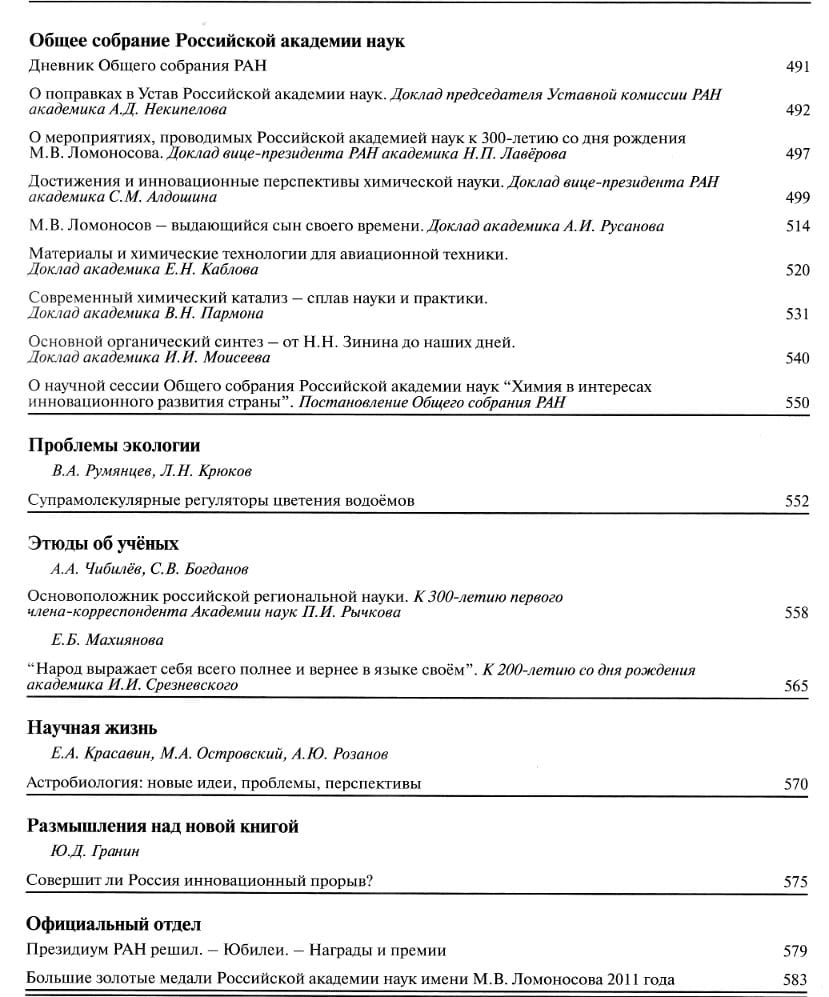 Общее собрание Российской академии наук
Дневник Общего собрания РАН 491
О поправках в Устав Российской академии наук. Доклад председателя Уставной комиссии РАН
академика А.Д. Некипелова 492
О мероприятиях, проводимых Российской академией наук к 300-летию со дня рождения
М.В. Ломоносова. Доклад вице-президента РАН академика Н.П. Лавёрова 497
Достижения и инновационные перспективы химической науки. Доклад вице-президента РАН
академика С.М. Алдошина 499
М.В. Ломоносов – выдающийся сын своего времени. Доклад академика А.И. Русанова 514
Материалы и химические технологии для авиационной техники.
Доклад академика Е.Н. Каблова 520
Современный химический катализ – сплав науки и практики.
Доклад академика В.Н. Пармона 531
Основной органический синтез – от Н.Н. Зинина до наших дней.
Доклад академика И.И. Моисеева 540
О научной сессии Общего собрания Российской академии наук “Химия в интересах
инновационного развития страны”. Постановление Общего собрания РАН 550
Проблемы экологии
В.А. Румянцев, Л.Н. Крюков
Супрамолекулярные регуляторы цветения водоёмов 552
Этюды об учёных
А.А. Чибилёв, С.В. Богданов
Основоположник российской региональной науки. К 300-летию первого
члена-корреспондента Академии наук П.И. Рычкова 558
Е.Б. Махиянова
“Народ выражает себя всего полнее и вернее в языке своём”. К 200-летию со дня рождения
академика И.И. Срезневского 565
Научная жизнь
Е.А. Красавин, М.А. Островский, А.Ю. Розанов
Астробиология: новые идеи, проблемы, перспективы 570
Размышления над новой книгой
Ю.Д. Гранин
Совершит ли Россия инновационный прорыв? 575
Официальный отдел
Президиум РАН решил. – Юбилеи. – Награды и премии 579
Большие золотые медали Российской академии наук имени М.В. Ломоносова 2011 года 583